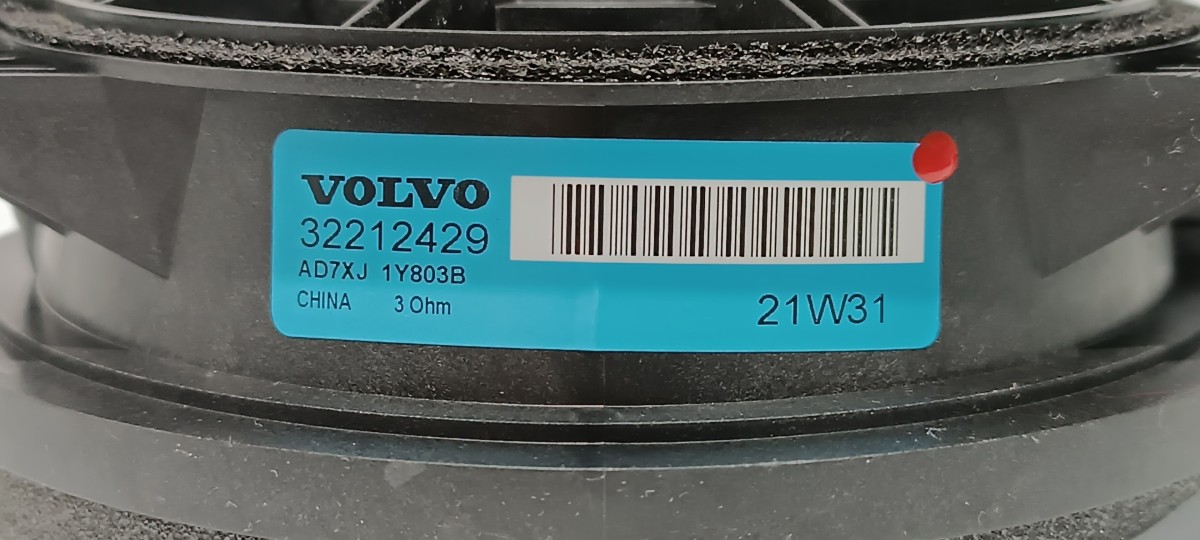 VOLVO
32212429
AD7XJ 1Y803B
CHINA 3 Ohm
21W31